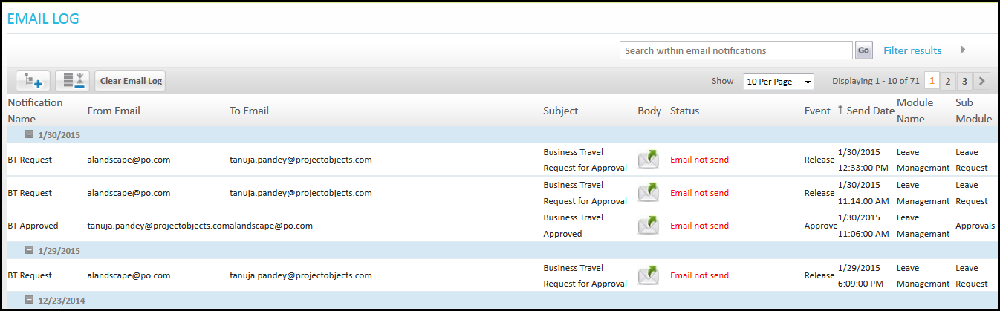 EMAIL LOG
Search within email notifications Go Filter results
Clear Email Log Show 10 Per Page Displaying 1 - 10 of 71 1 2 3
Notification Name From Email To Email Subject Body Status Event Send Date Module Name Sub Module
1/30/2015
BT Request alandscape@po.com tanuja.pandey@projectobjects.com Business Travel Request for Approval Email not send Release 1/30/2015 12:33:00 PM Leave Managemant Leave Request
BT Request alandscape@po.com tanuja.pandey@projectobjects.com Business Travel Request for Approval Email not send Release 1/30/2015 11:14:00 AM Leave Managemant Leave Request
BT Approved tanuja.pandey@projectobjects.comalandscape@po.com Business Travel Approved Email not send Approve 1/30/2015 11:06:00 AM Leave Managemant Approvals
1/29/2015
BT Request alandscape@po.com tanuja.pandey@projectobjects.com Business Travel Request for Approval Email not send Release 1/29/2015 6:09:00 PM Leave Managemant Leave Request
12/23/2014